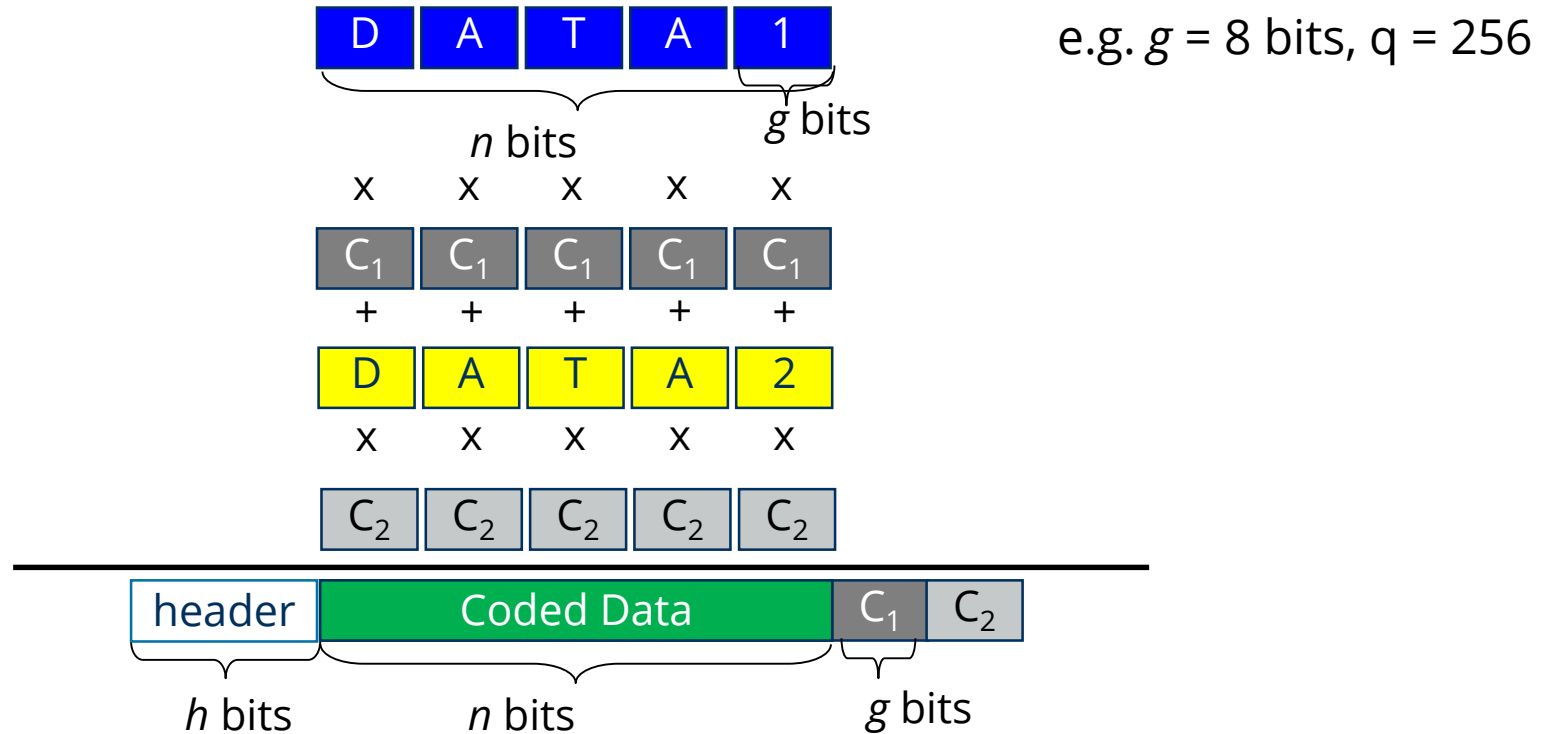 D A T A 1
e.g. g = 8 bits, q = 256
g bits
n bits
x x x x x
C₁ C₁ C₁ C₁ C₁
+ + + + +
D A T A 2
x x x x x
C₂ C₂ C₂ C₂ C₂
header Coded Data C₁ C₂
h bits n bits g bits